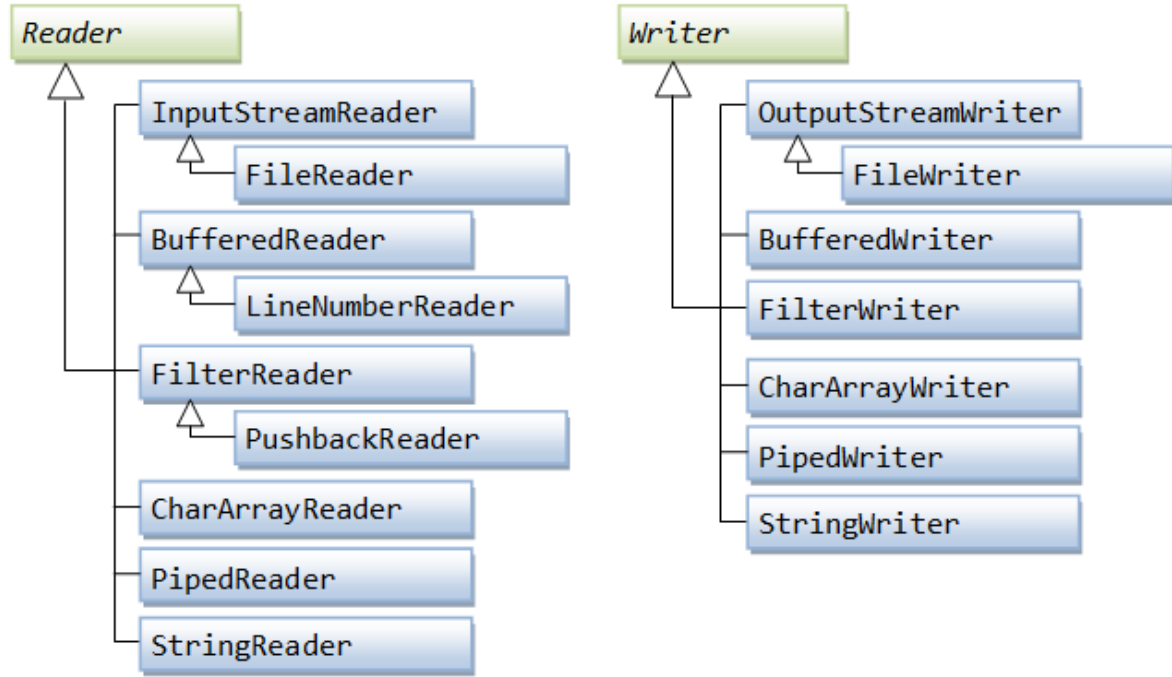 Reader
InputStreamReader
FileReader
BufferedReader
LineNumberReader
FilterReader
PushbackReader
CharArrayReader
PipedReader
StringReader
Writer
OutputStreamWriter
FileWriter
BufferedWriter
FilterWriter
CharArrayWriter
PipedWriter
StringWriter